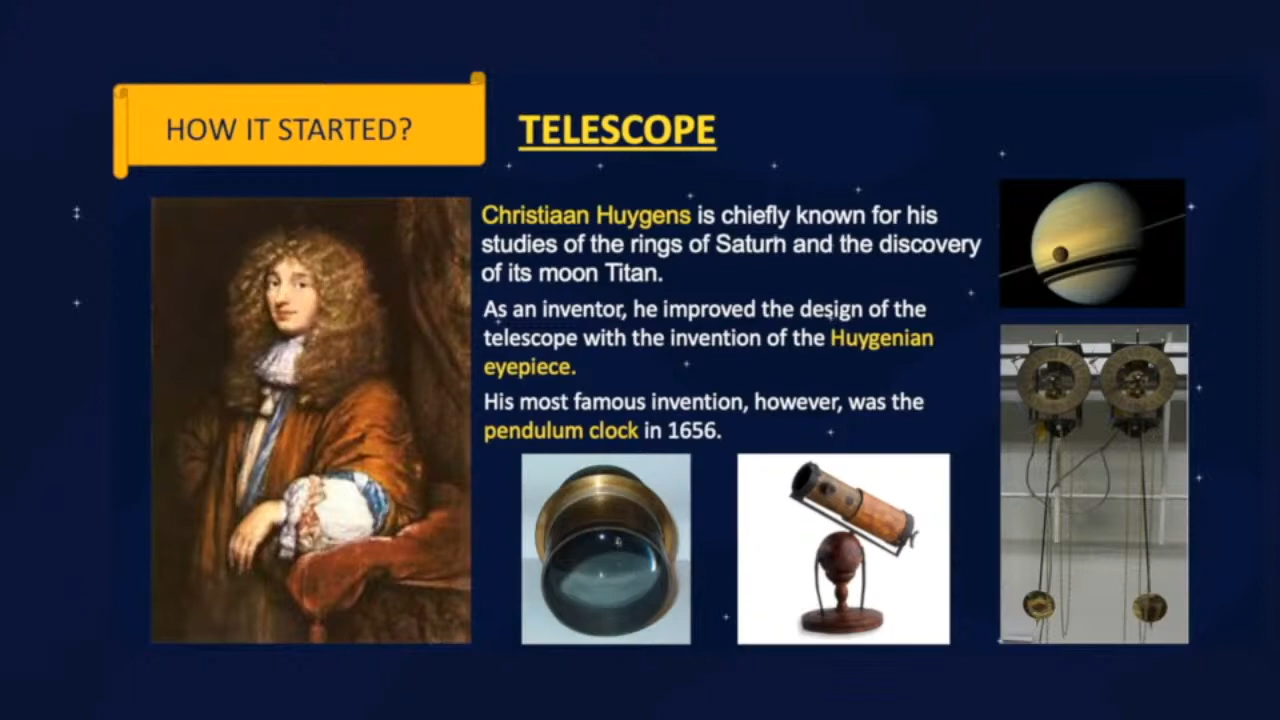 HOW IT STARTED?
TELESCOPE
Christiaan Huygens is chiefly known for his
studies of the rings of Saturn and the discovery
of its moon Titan.
As an inventor, he improved the design of the
telescope with the invention of the Huygenian
eyepiece.
His most famous invention, however, was the
pendulum clock in 1656.